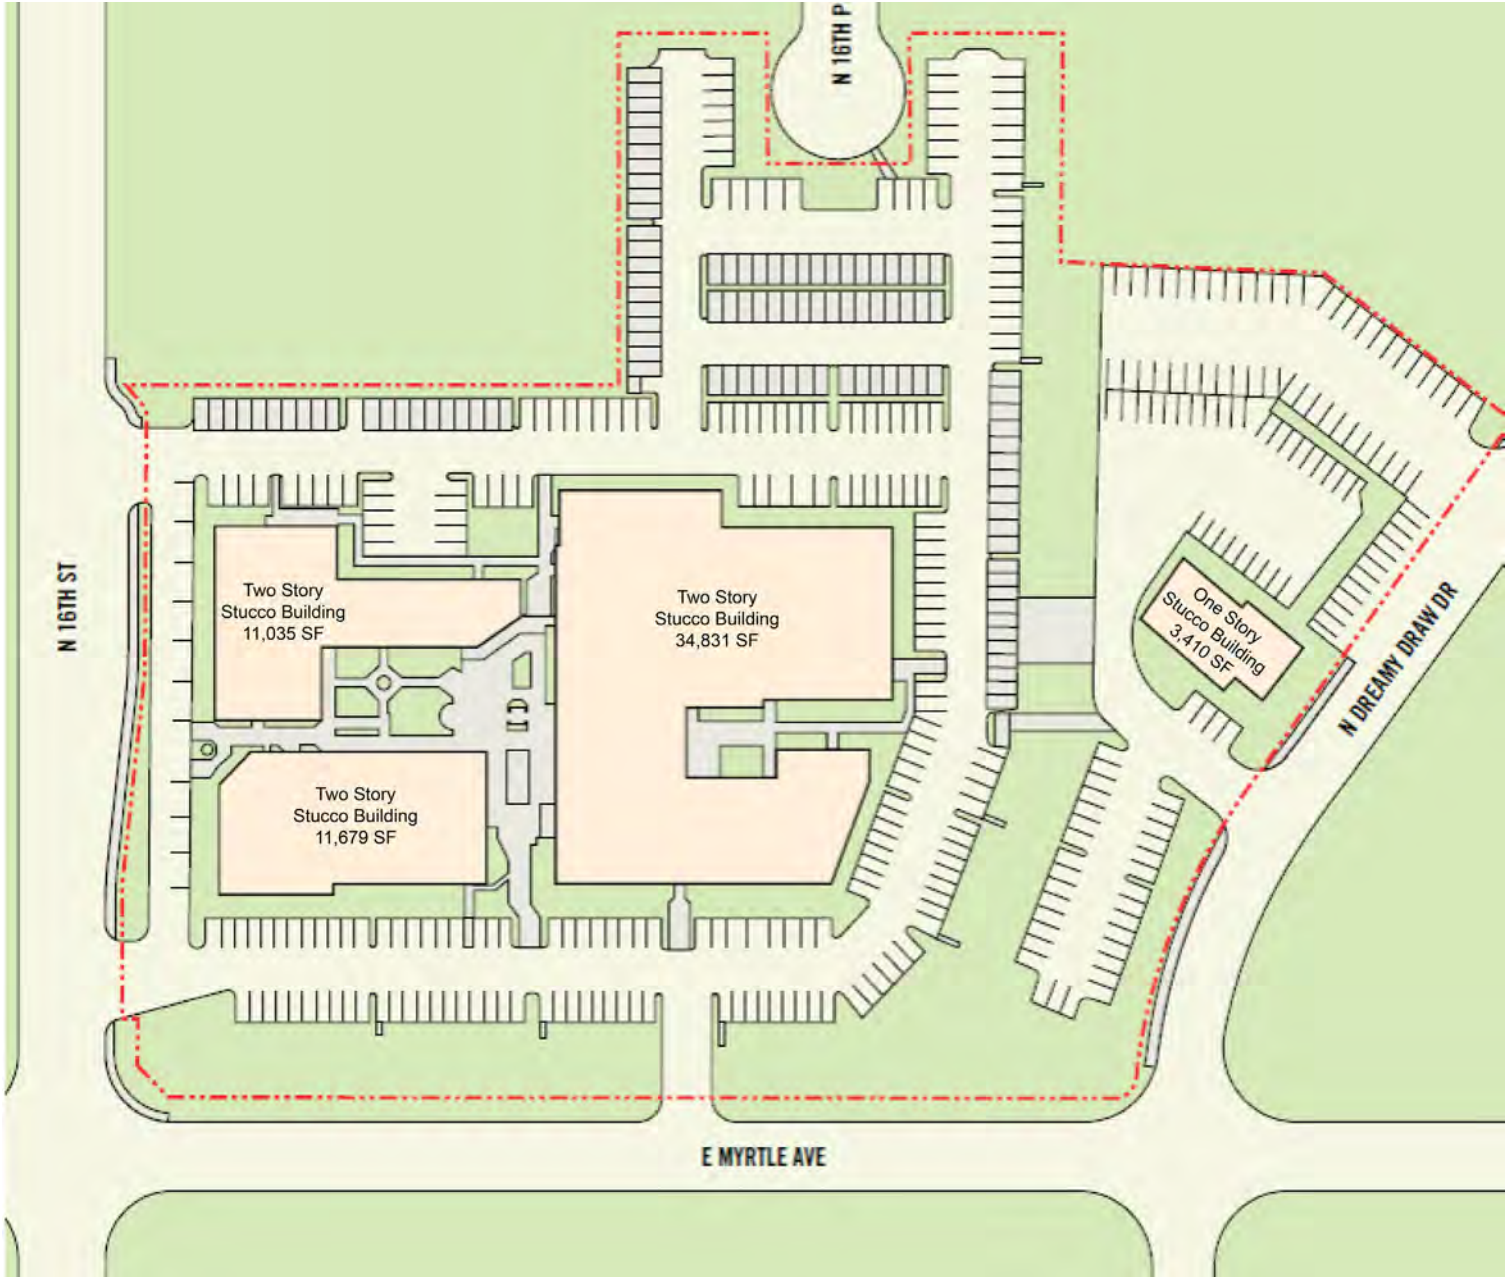 N 16TH P
N 16TH ST
Two Story
Stucco Building
11,035 SF
Two Story
Stucco Building
34,831 SF
One Story
Stucco Building
3,410 SF
N DREAMY DRAW DR
Two Story
Stucco Building
11,679 SF
E MYRTLE AVE